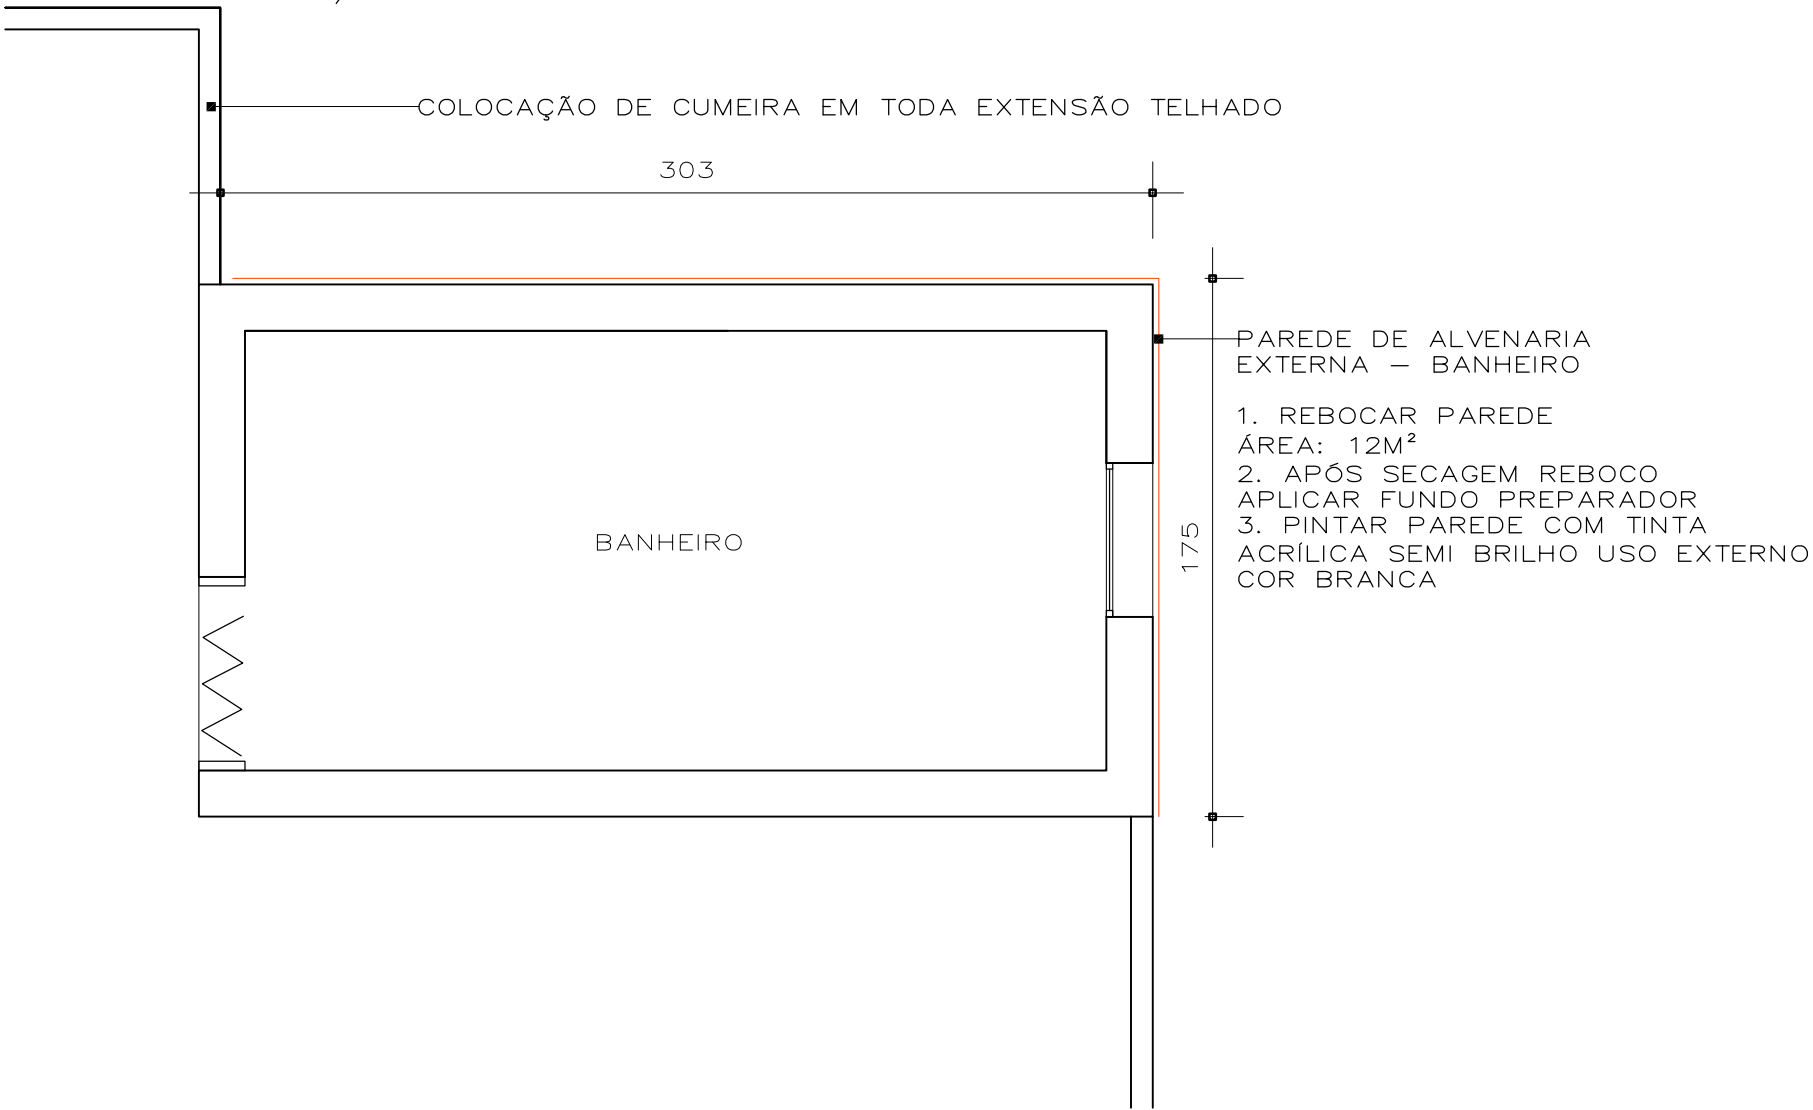 COLOCAÇÃO DE CUMEIRA EM TODA EXTENSÃO TELHADO
303
PAREDE DE ALVENARIA
EXTERNA – BANHEIRO
1. REBOCAR PAREDE
ÁREA: 12M²
2. APÓS SECAGEM REBOCO
APLICAR FUNDO PREPARADOR
3. PINTAR PAREDE COM TINTA
ACRÍLICA SEMI BRILHO USO EXTERNO
COR BRANCA
175
BANHEIRO